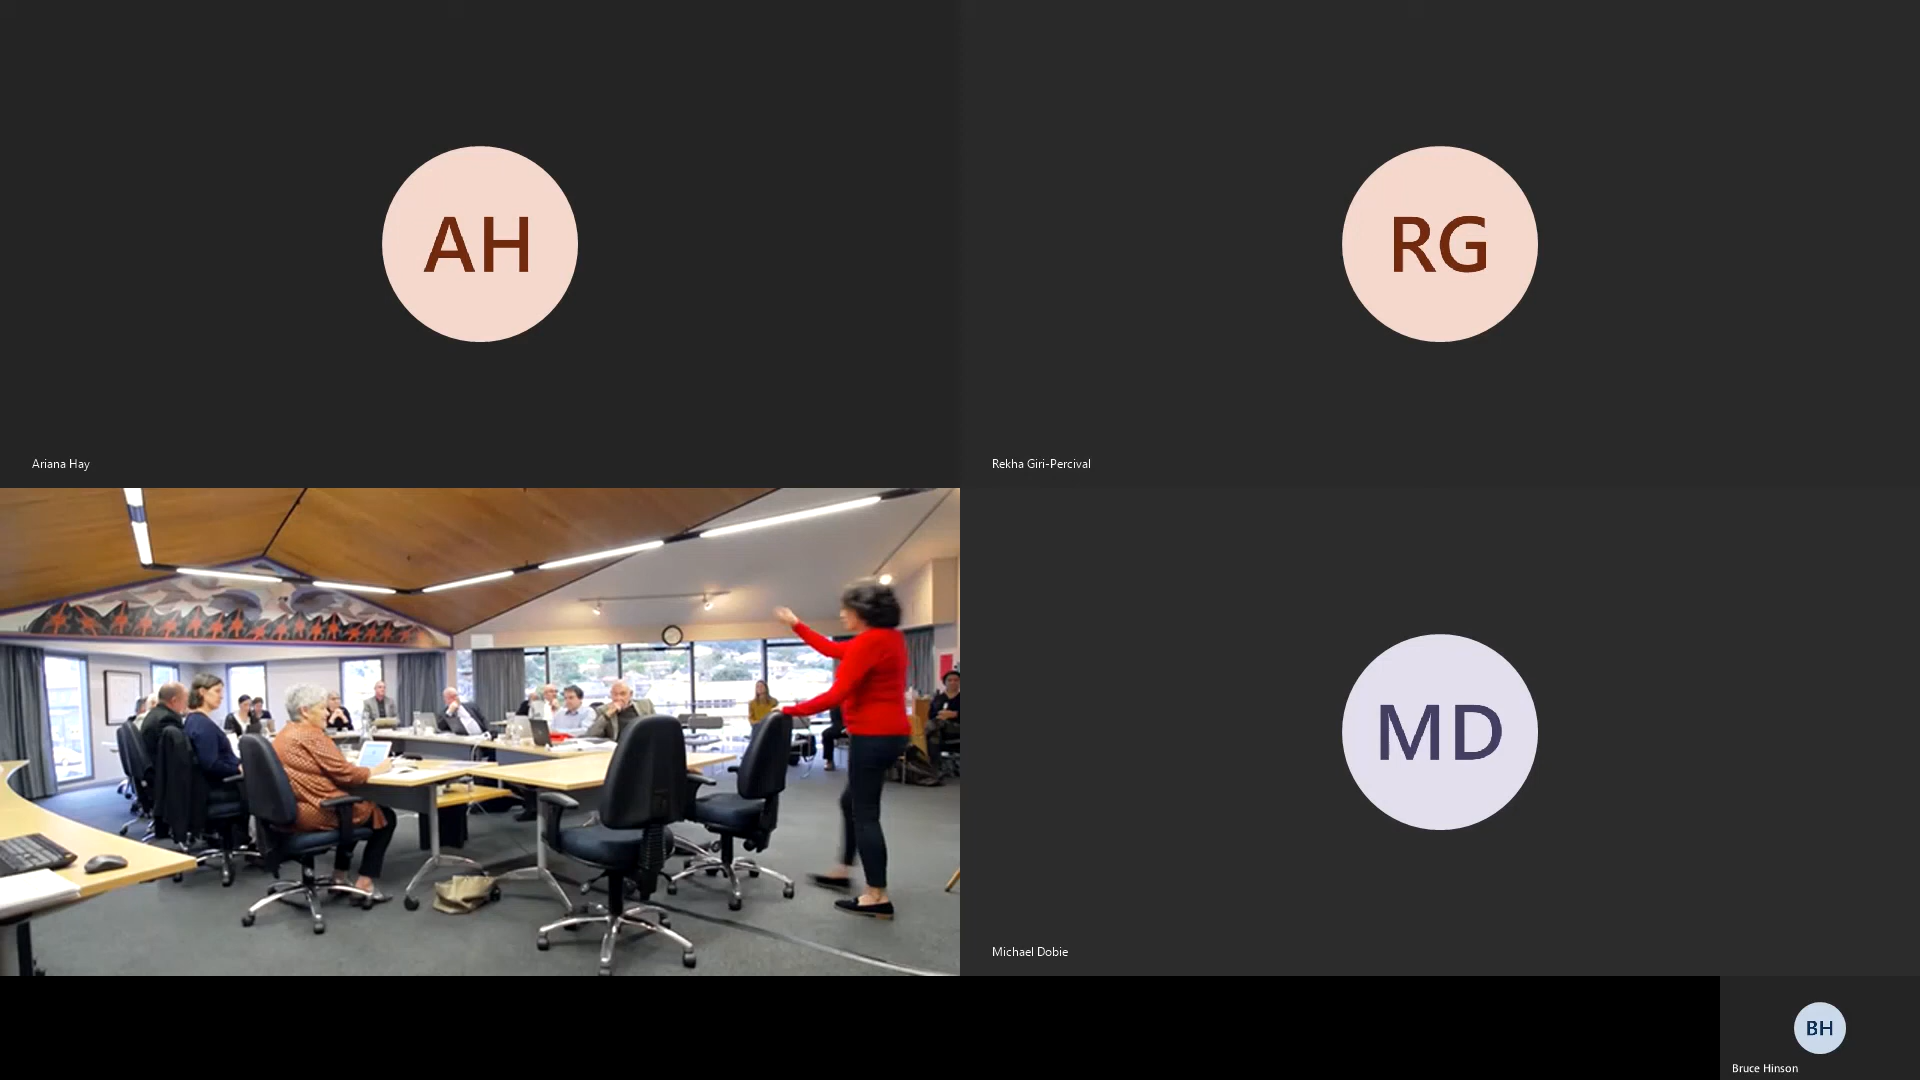 AH
Ariana Hay
RG
Rekha Giri-Percival
MD
Michael Dobie
BH
Bruce Hinson